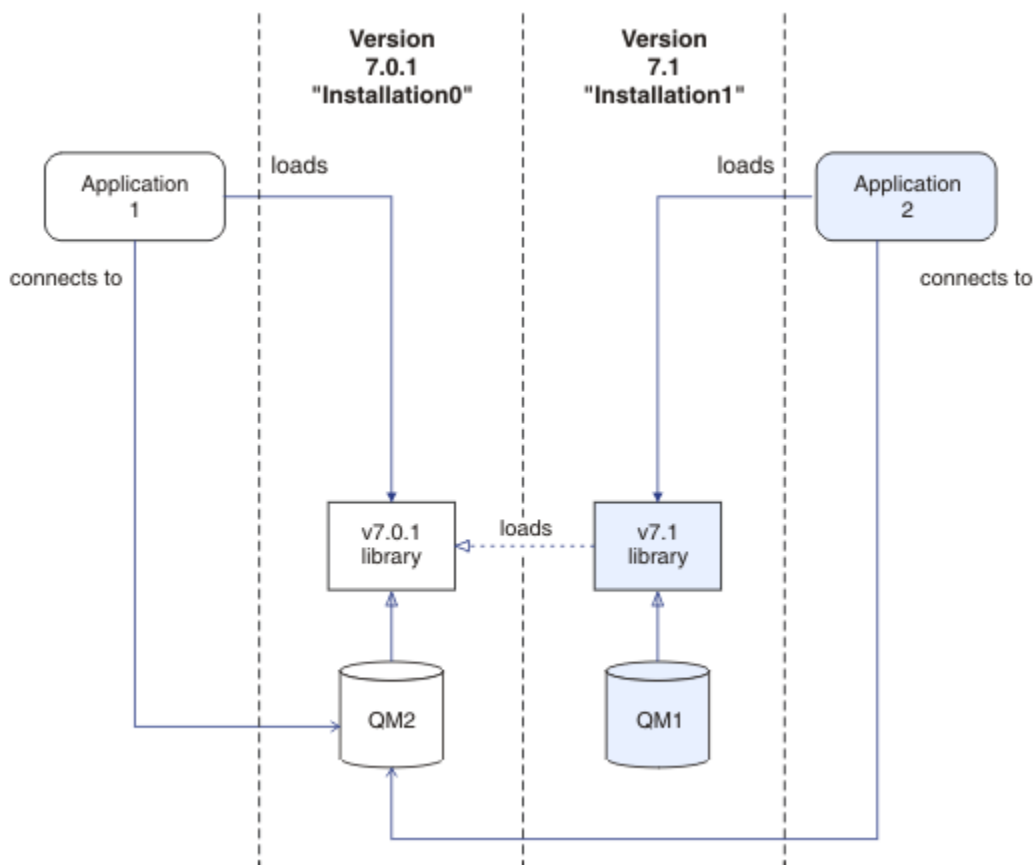 Version
7.0.1
"Installation0"
Version
7.1
"Installation1"
Application
1
loads
loads
Application
2
connects to
connects to
v7.0.1
library
loads
v7.1
library
QM2
QM1